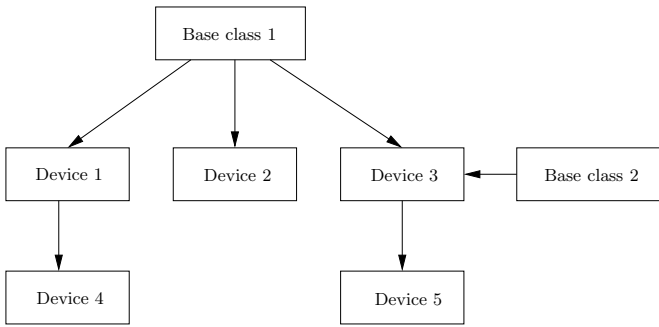 Base class 1
Device 1
Device 2
Device 3
Base class 2
Device 4
Device 5